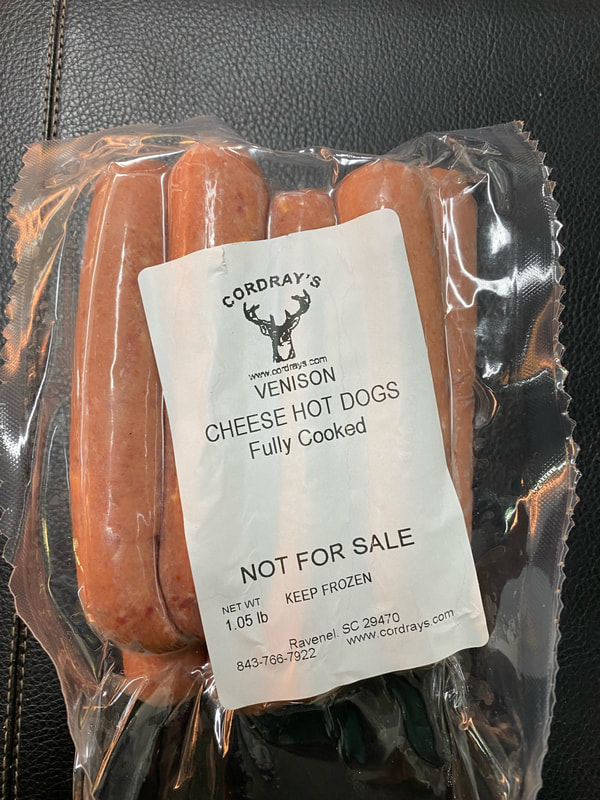 CORDRAY'S
www.cordrays.com
VENISON
CHEESE HOT DOGS
Fully Cooked
NOT FOR SALE
NET WT
1.05 lb
KEEP FROZEN
Ravenel, SC 29470
843-766-7922
www.cordrays.com